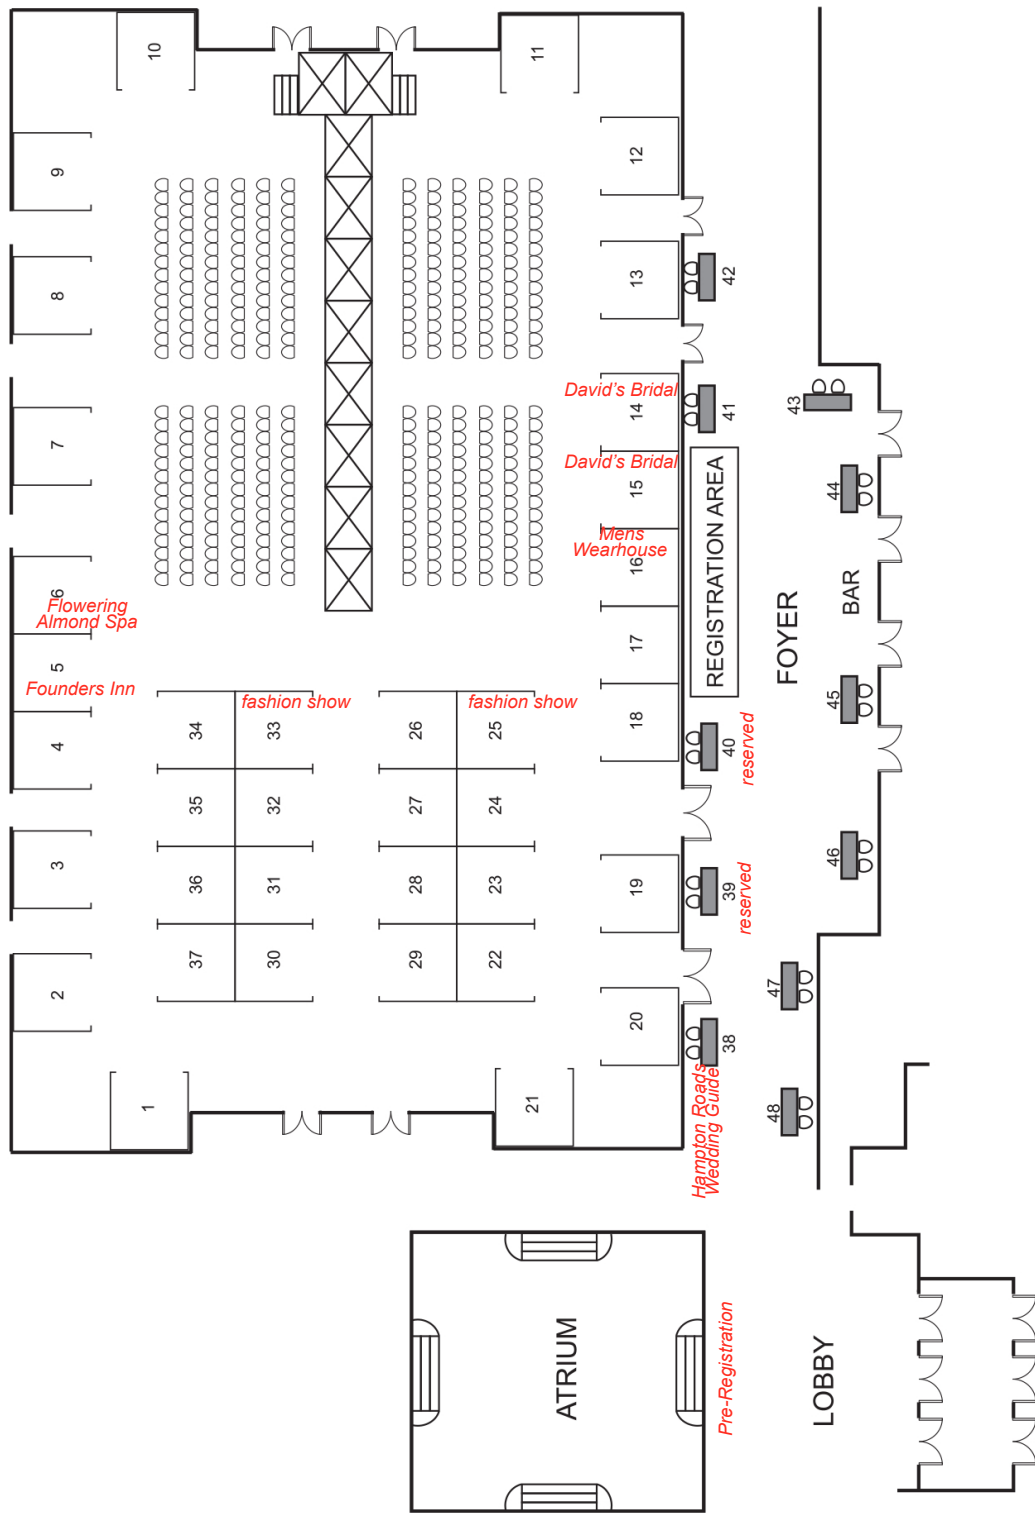 10
11
9
12
8
13
42
David's Bridal
14
41
43
7
David's Bridal
15
44
Mens
Wearhouse
16
REGISTRATION AREA
BAR
FOYER
6
Flowering
Almond Spa
5
Founders Inn
17
45
4
34
fashion show
33
26
fashion show
25
18
40
reserved
35
32
27
24
46
3
36
31
28
23
19
39
reserved
37
30
29
22
47
2
20
38
Hampton Roads
Wedding Guide
48
1
21
ATRIUM
Pre-Registration
LOBBY